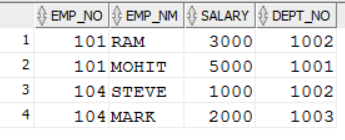 EMP_NO EMP_NM SALARY DEPT_NO
1 101 RAM 3000 1002
2 101 MOHIT 5000 1001
3 104 STEVE 1000 1002
4 104 MARK 2000 1003